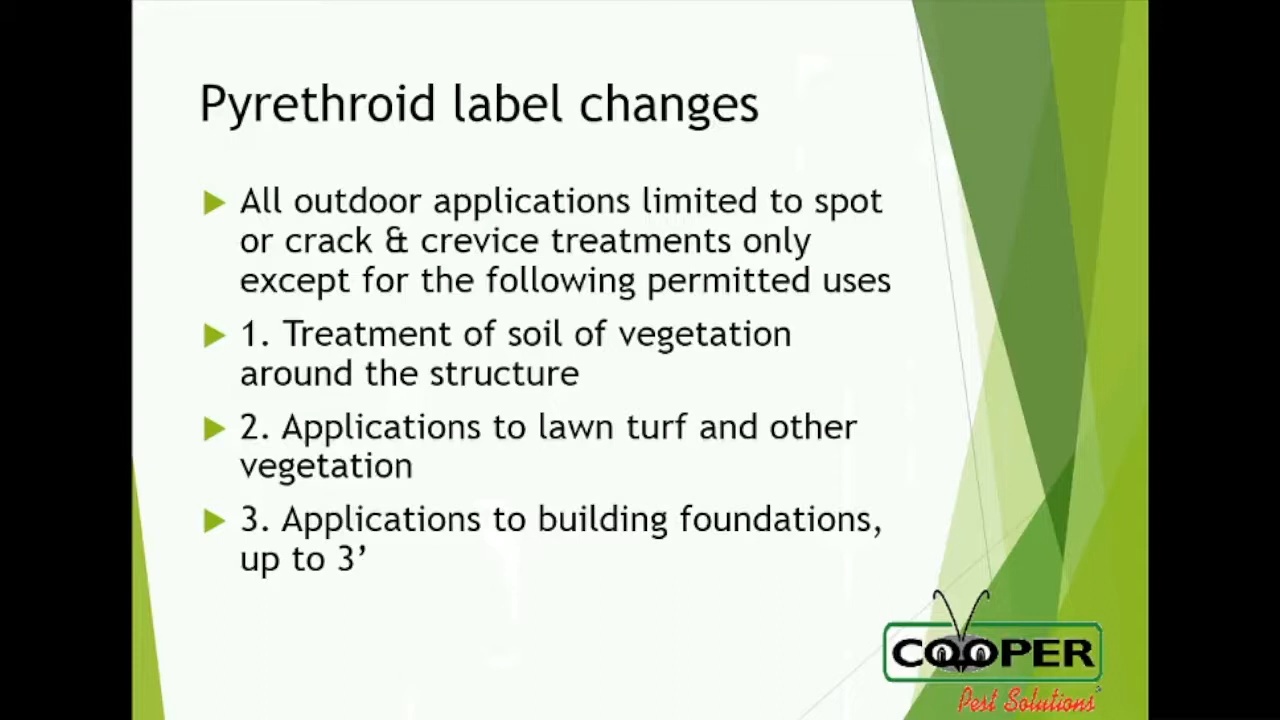 Pyrethroid label changes
All outdoor applications limited to spot
or crack & crevice treatments only
except for the following permitted uses
1. Treatment of soil of vegetation
around the structure
2. Applications to lawn turf and other
vegetation
3. Applications to building foundations,
up to 3’
COOPER
Pest Solutions